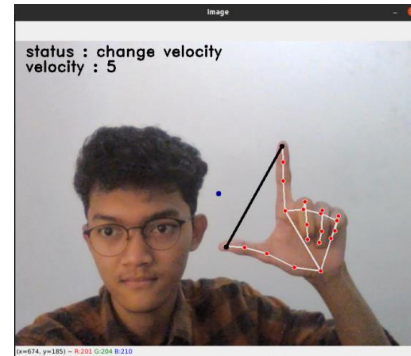 Image
status : change velocity
velocity : 5
(x=674, y=185) ~ R:201 G:204 B:210